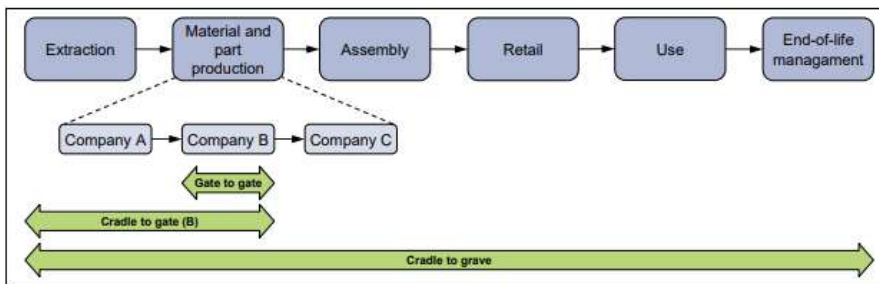 Extraction
Material and
part
production
Assembly
Retail
Use
End-of-life
managament
Company A
Company B
Company C
Gate to gate
Cradle to gate (B)
Cradle to grave